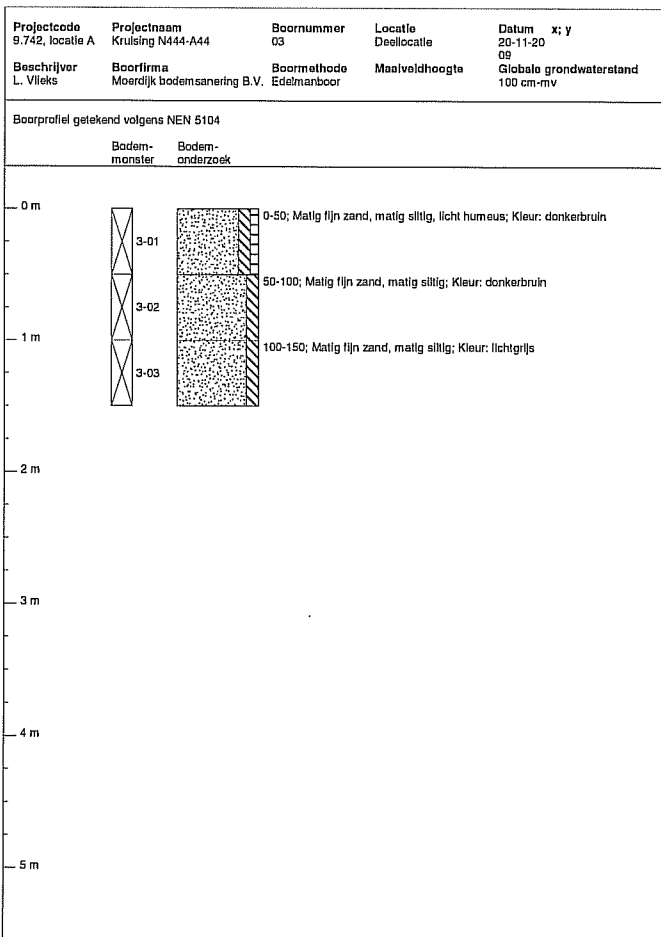 Projectcode Projectnaam Boornummer Locatie Datum x; y
9.742, locatie A Kruising N444-A44 03 Deellocatie 20-11-20
09
Beschrijver Boorfirma Boormethode Maaiveldhoogte Globale grondwaterstand
L. Vlieks Moerdijk bodemsanering B.V. Edelmanboor 100 cm-mv
Boorprofiel getekend volgens NEN 5104
Bodem- Bodem-
monster onderzoek
0 m
0-50; Matig fijn zand, matig siltig, licht humeus; Kleur: donkerbruin
3-01
50-100; Matig fijn zand, matig siltig; Kleur: donkerbruin
3-02
1 m
100-150; Matig fijn zand, matig siltig; Kleur: lichtgrijs
3-03
2 m
3 m
4 m
5 m